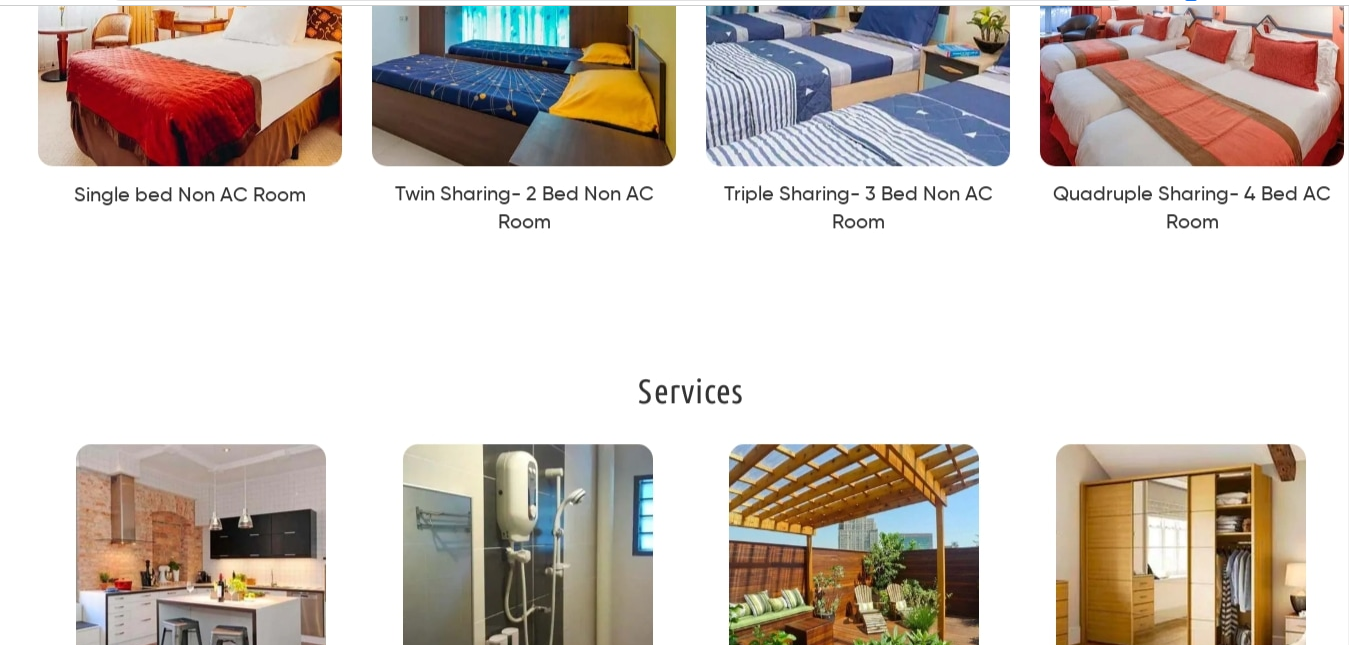 Single bed Non AC Room
Twin Sharing- 2 Bed Non AC
Room
Triple Sharing- 3 Bed Non AC
Room
Quadruple Sharing- 4 Bed AC
Room
Services